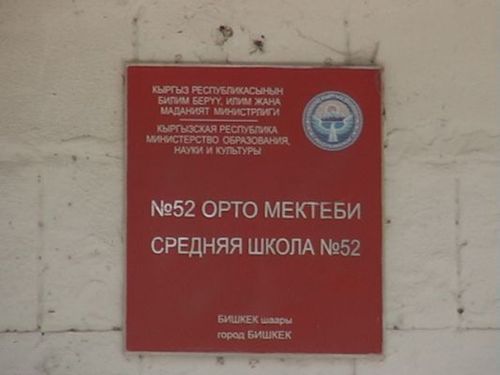 КЫРГЫЗ РЕСПУБЛИКАСЫНЫН
БИЛИМ БЕРҮҮ, ИЛИМ ЖАНА
МАДАНИЯТ МИНИСТРЛИГИ
КЫРГЫЗСКАЯ РЕСПУБЛИКА
МИНИСТЕРСТВО ОБРАЗОВАНИЯ,
НАУКИ И КУЛЬТУРЫ
№52 ОРТО МЕКТЕБИ
СРЕДНЯЯ ШКОЛА №52
БИШКЕК шаары
город БИШКЕК